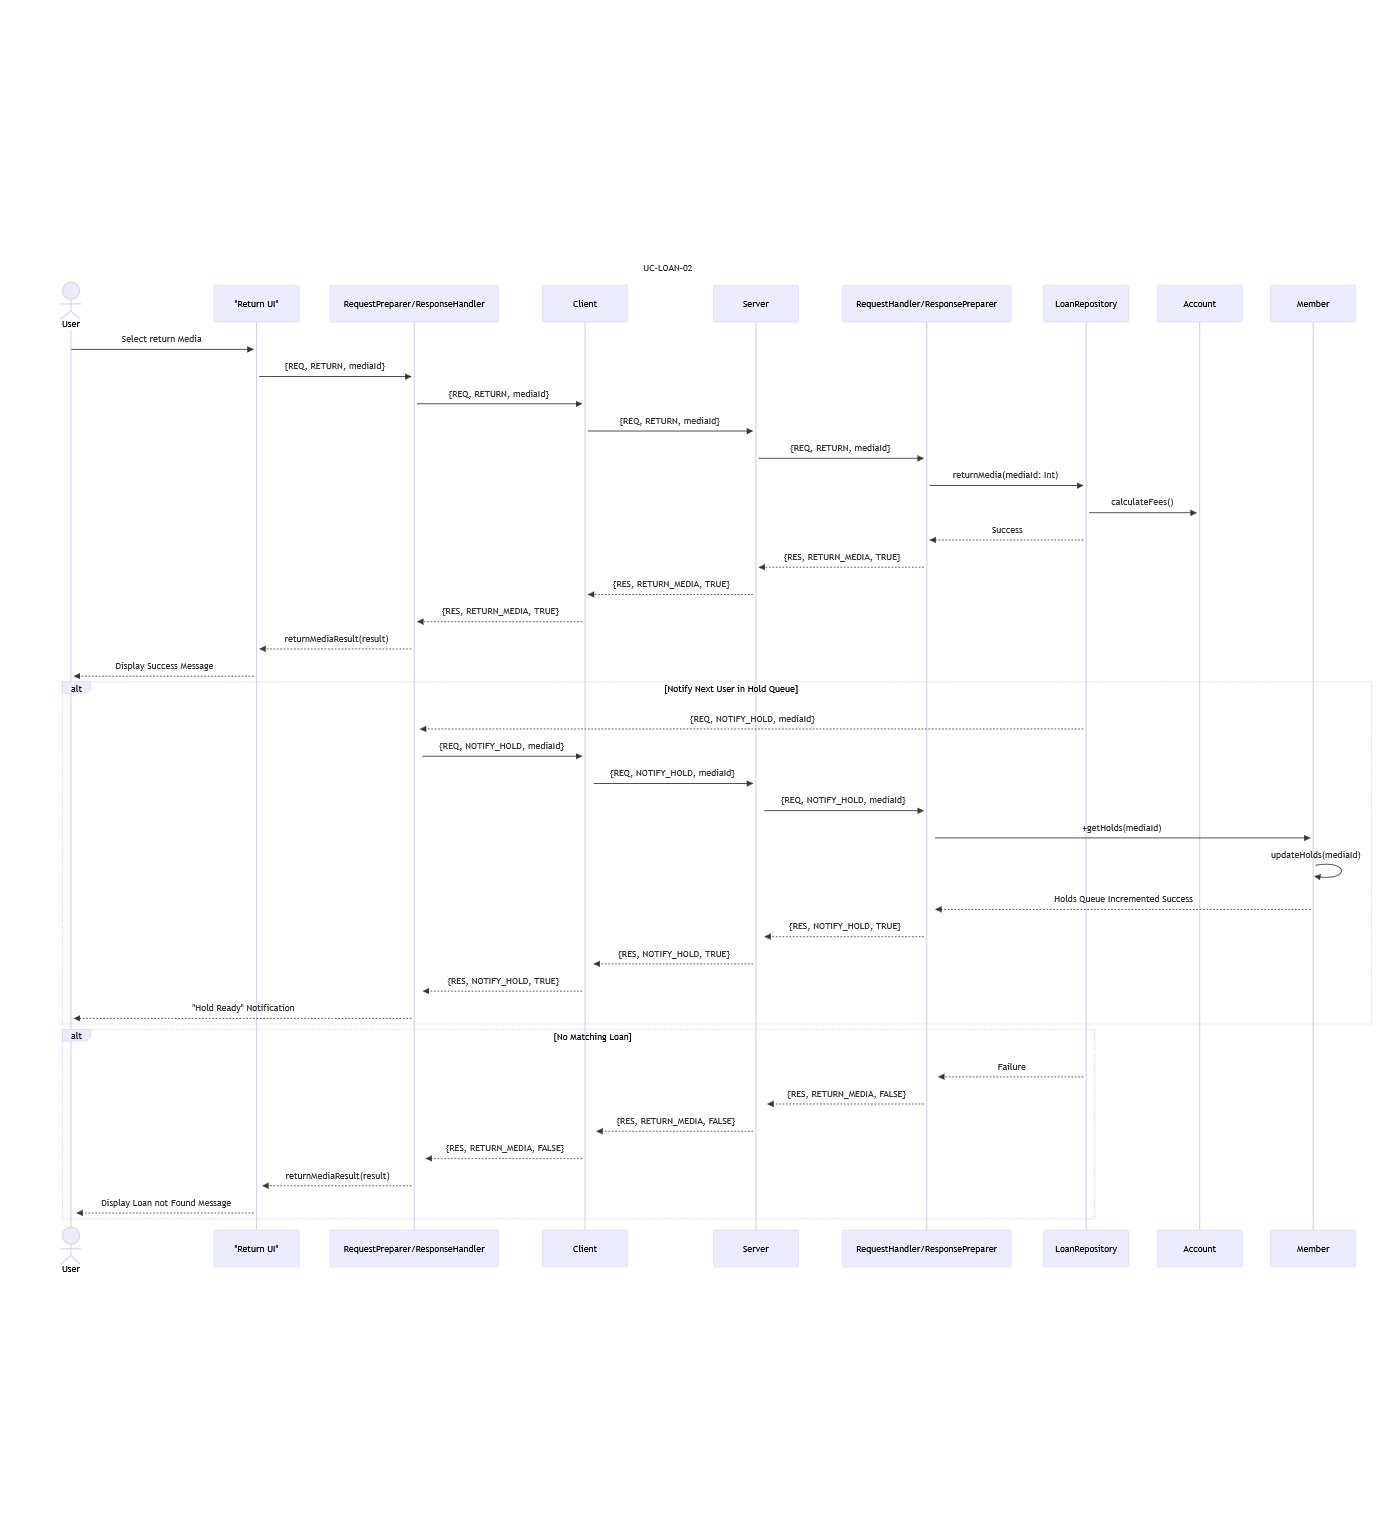 UC-LOAN-02
User
"Return UI"
RequestPreparer/ResponseHandler
Client
Server
RequestHandler/ResponsePreparer
LoanRepository
Account
Member
Select return Media
{REQ, RETURN, mediaId}
{REQ, RETURN, mediaId}
{REQ, RETURN, mediaId}
{REQ, RETURN, mediaId}
returnMedia(mediaId: Int)
calculateFees()
Success
{RES, RETURN_MEDIA, TRUE}
{RES, RETURN_MEDIA, TRUE}
{RES, RETURN_MEDIA, TRUE}
returnMediaResult(result)
Display Success Message
alt
[Notify Next User in Hold Queue]
{REQ, NOTIFY_HOLD, mediaId}
{REQ, NOTIFY_HOLD, mediaId}
{REQ, NOTIFY_HOLD, mediaId}
{REQ, NOTIFY_HOLD, mediaId}
+getHolds(mediaId)
updateHolds(mediaId)
Holds Queue Incremented Success
{RES, NOTIFY_HOLD, TRUE}
{RES, NOTIFY_HOLD, TRUE}
{RES, NOTIFY_HOLD, TRUE}
"Hold Ready" Notification
alt
[No Matching Loan]
Failure
{RES, RETURN_MEDIA, FALSE}
{RES, RETURN_MEDIA, FALSE}
{RES, RETURN_MEDIA, FALSE}
returnMediaResult(result)
Display Loan not Found Message
User
"Return UI"
RequestPreparer/ResponseHandler
Client
Server
RequestHandler/ResponsePreparer
LoanRepository
Account
Member